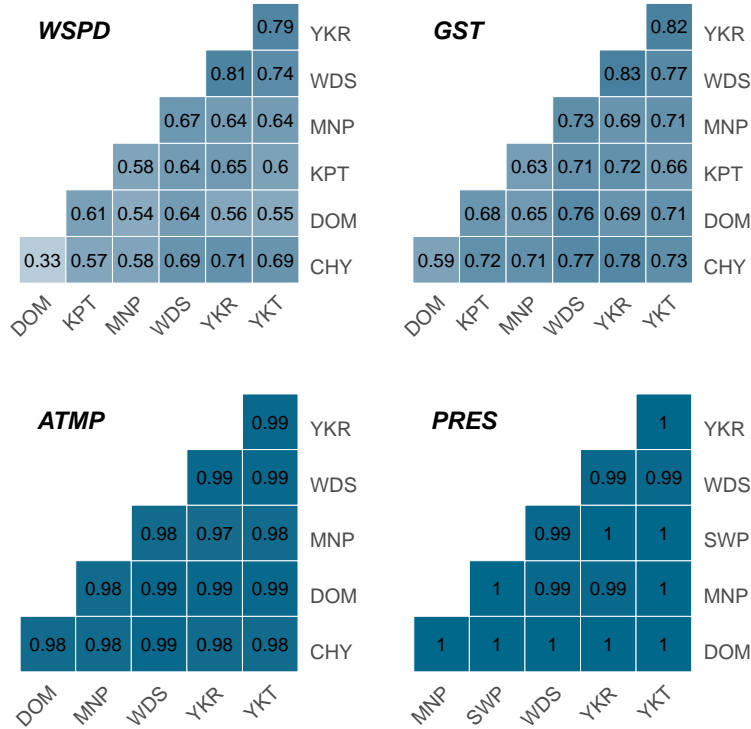 WSPD
0.79 YKR
0.81 0.74 WDS
0.67 0.64 0.64 MNP
0.58 0.64 0.65 0.6 KPT
0.61 0.54 0.64 0.56 0.55 DOM
0.33 0.57 0.58 0.69 0.71 0.69 CHY
DOM KPT MNP WDS YKR YKT
GST
0.82 YKR
0.83 0.77 WDS
0.73 0.69 0.71 MNP
0.63 0.71 0.72 0.66 KPT
0.68 0.65 0.76 0.69 0.71 DOM
0.59 0.72 0.71 0.77 0.78 0.73 CHY
DOM KPT MNP WDS YKR YKT
ATMP
0.99 YKR
0.99 0.99 WDS
0.98 0.97 0.98 MNP
0.98 0.99 0.99 0.99 DOM
0.98 0.98 0.99 0.98 0.98 CHY
DOM MNP WDS YKR YKT
PRES
1 YKR
0.99 0.99 WDS
0.99 1 1 SWP
1 0.99 0.99 1 MNP
1 1 1 1 1 DOM
MNP SWP WDS YKR YKT